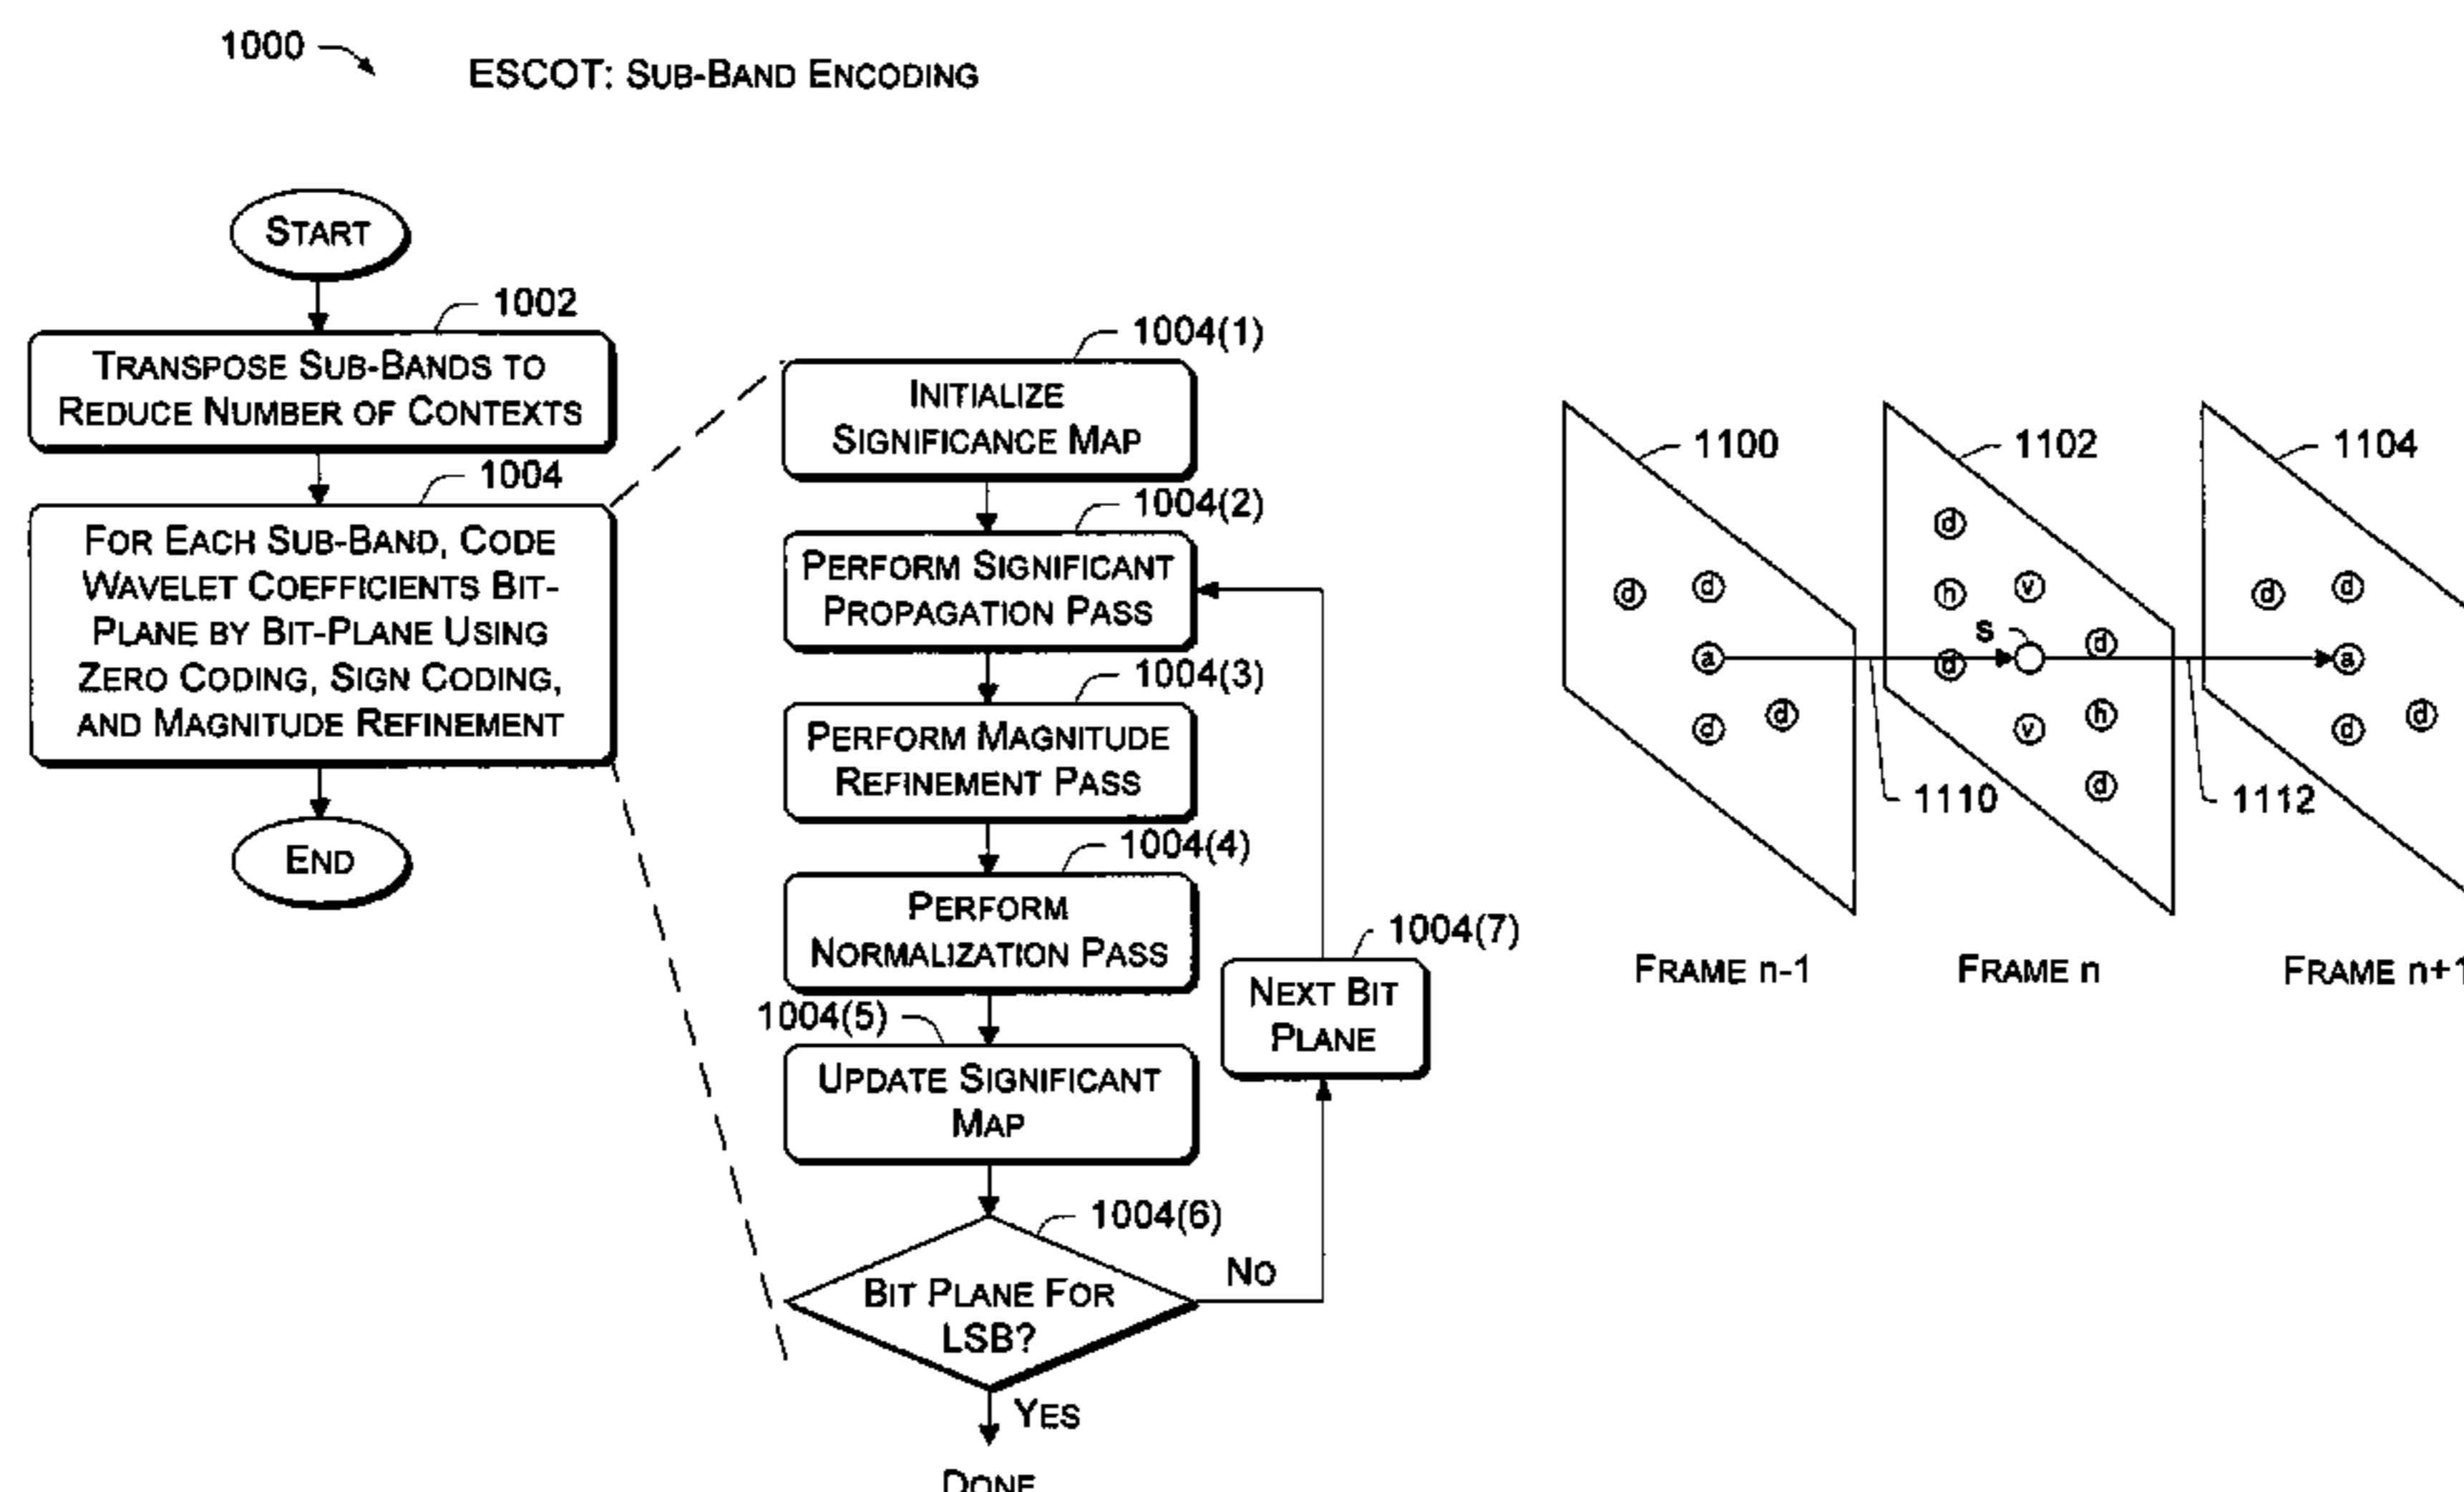 1000
ESCOT: SUB-BAND ENCODING
START
1002
TRANSPOSE SUB-BANDS TO
REDUCE NUMBER OF CONTEXTS
1004
FOR EACH SUB-BAND, CODE
WAVELET COEFFICIENTS BIT-
PLANE BY BIT-PLANE USING
ZERO CODING, SIGN CODING,
AND MAGNITUDE REFINEMENT
END
1004(1)
INITIALIZE
SIGNIFICANCE MAP
1004(2)
PERFORM SIGNIFICANT
PROPAGATION PASS
1004(3)
PERFORM MAGNITUDE
REFINEMENT PASS
1004(4)
PERFORM
NORMALIZATION PASS
1004(5)
UPDATE SIGNIFICANT
MAP
1004(6)
BIT PLANE FOR
LSB?
NO
YES
DONE
1004(7)
NEXT BIT
PLANE
1100
d
d
a
d
d
FRAME n-1
1102
d
h
v
s
d
d
v
h
d
1110
FRAME n
1104
d
d
a
d
d
1112
FRAME n+1